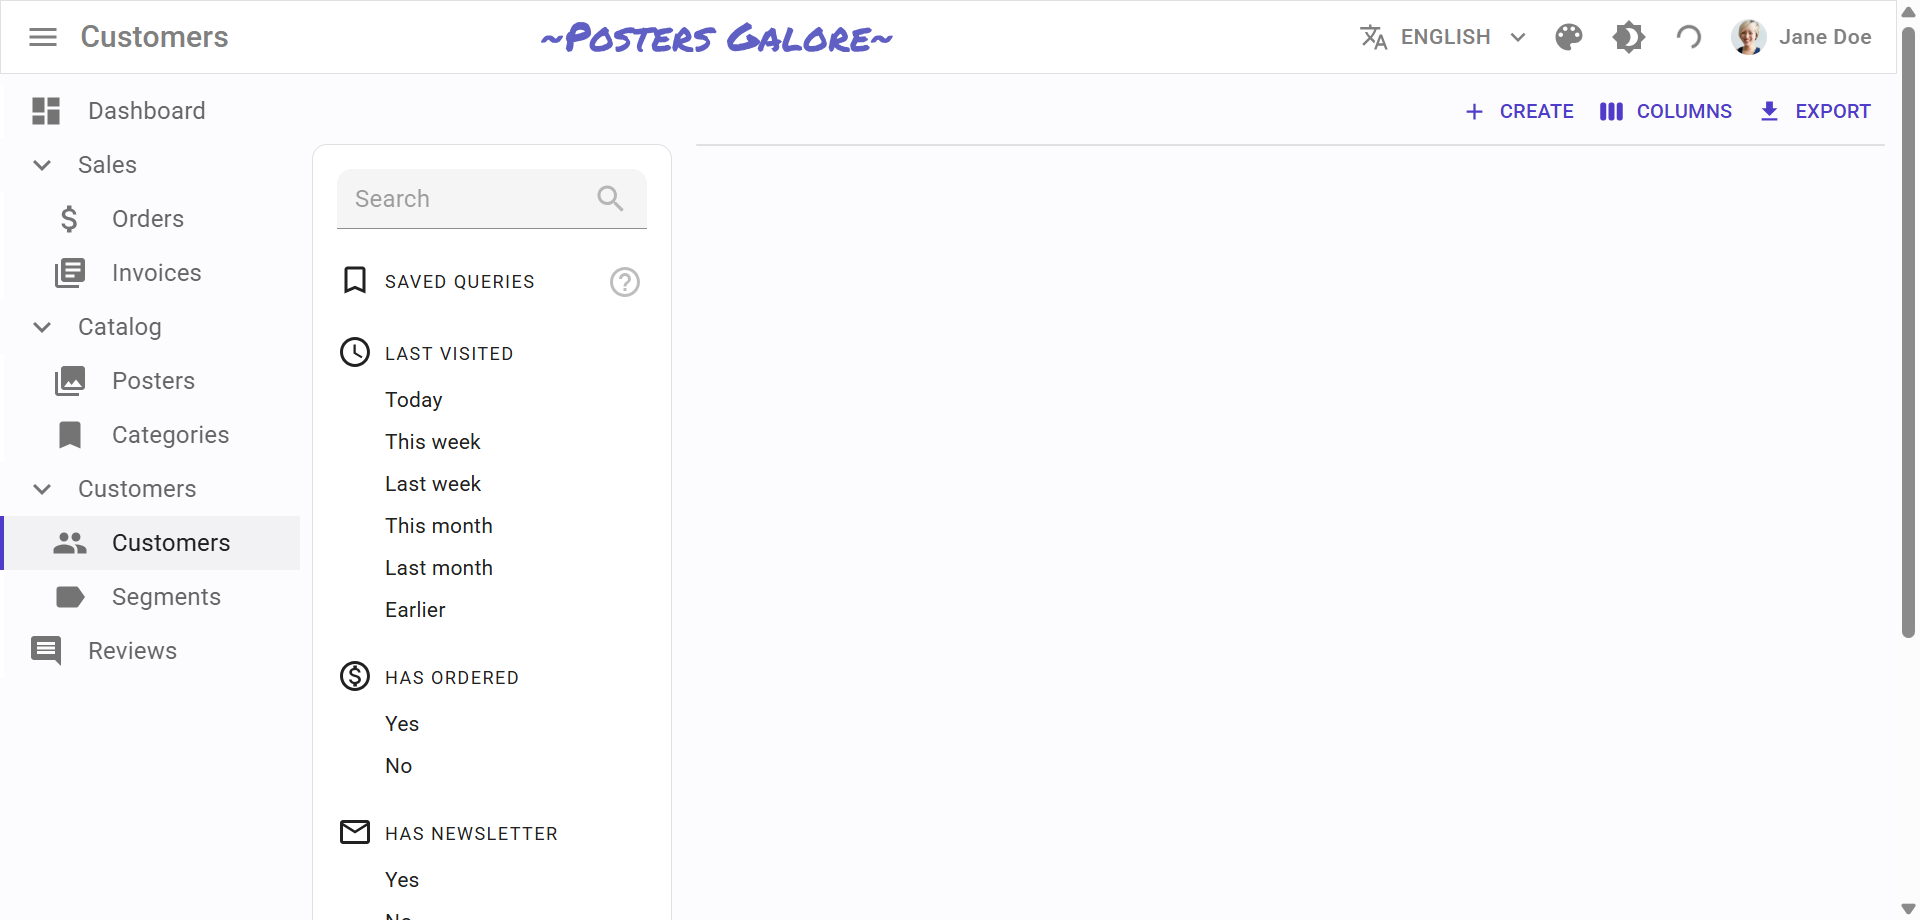 Customers
~Posters Galore~
ENGLISH
Jane Doe
Dashboard
Sales
Orders
Invoices
Catalog
Posters
Categories
Customers
Customers
Segments
Reviews
CREATE
COLUMNS
EXPORT
Search
SAVED QUERIES
LAST VISITED
Today
This week
Last week
This month
Last month
Earlier
HAS ORDERED
Yes
No
HAS NEWSLETTER
Yes
No